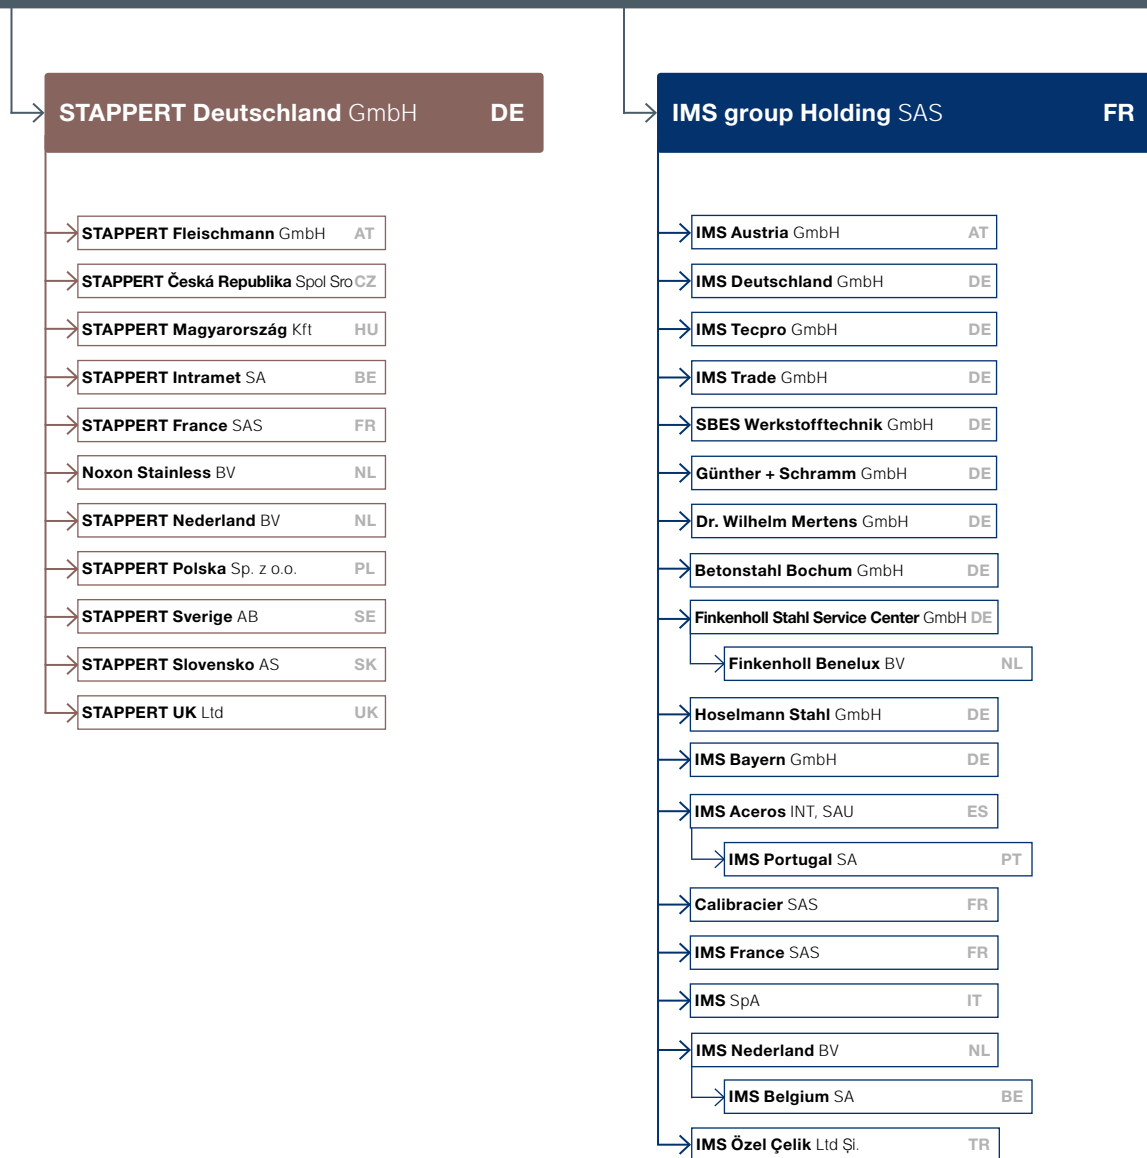 STAPPERT Deutschland GmbH DE
STAPPERT Fleischmann GmbH AT
STAPPERT Česká Republika Spol Sro CZ
STAPPERT Magyarország Kft HU
STAPPERT Intramet SA BE
STAPPERT France SAS FR
Noxon Stainless BV NL
STAPPERT Nederland BV NL
STAPPERT Polska Sp. z o.o. PL
STAPPERT Sverige AB SE
STAPPERT Slovensko AS SK
STAPPERT UK Ltd UK
IMS group Holding SAS FR
IMS Austria GmbH AT
IMS Deutschland GmbH DE
IMS Tecpro GmbH DE
IMS Trade GmbH DE
SBES Werkstofftechnik GmbH DE
Günther + Schramm GmbH DE
Dr. Wilhelm Mertens GmbH DE
Betonstahl Bochum GmbH DE
Finkenholl Stahl Service Center GmbH DE
Finkenholl Benelux BV NL
Hoselmann Stahl GmbH DE
IMS Bayern GmbH DE
IMS Aceros INT, SAU ES
IMS Portugal SA PT
Calibracier SAS FR
IMS France SAS FR
IMS SpA IT
IMS Nederland BV NL
IMS Belgium SA BE
IMS Özel Çelik Ltd Şi. TR